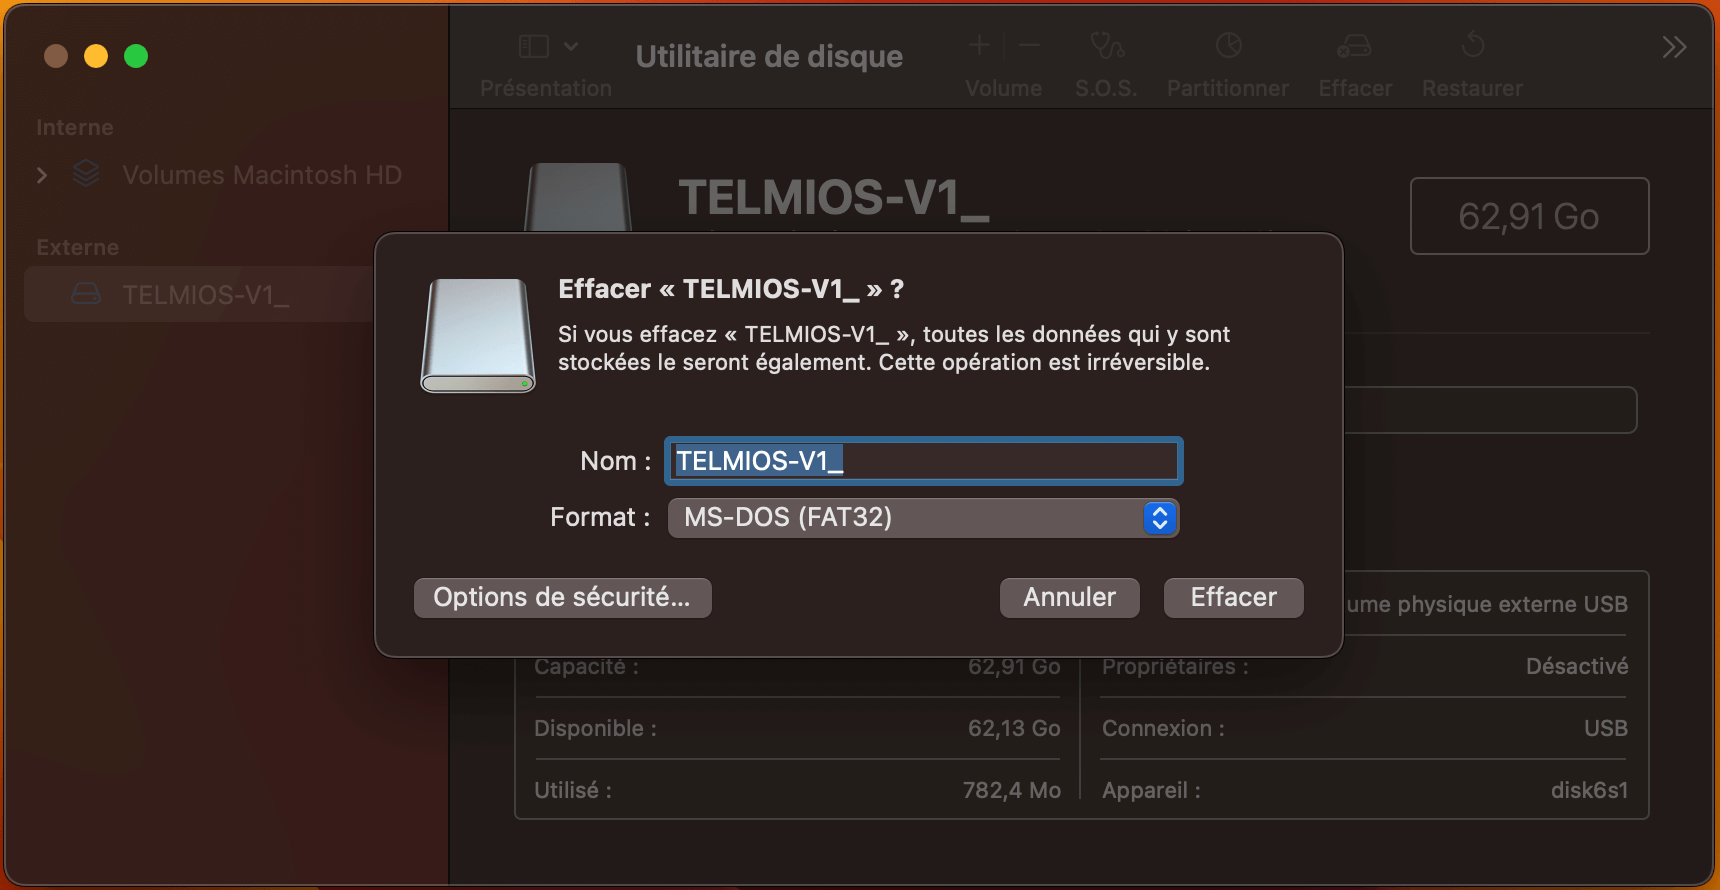 Utilitaire de disque
Présentation
Volume
S.O.S.
Partitionner
Effacer
Restaurer
Interne
Volumes Macintosh HD
Externe
TELMIOS-V1_
TELMIOS-V1_
62,91 Go
Effacer « TELMIOS-V1_ » ?
Si vous effacez « TELMIOS-V1_ », toutes les données qui y sont
stockées le seront également. Cette opération est irréversible.
Nom : TELMIOS-V1_
Format : MS-DOS (FAT32)
Options de sécurité...
Annuler
Effacer
ume physique externe USB
Capacité : 62,91 Go
Propriétaires : Désactivé
Disponible : 62,13 Go
Connexion : USB
Utilisé : 782,4 Mo
Appareil : disk6s1